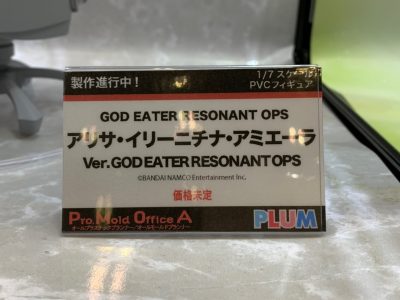 製作進行中！
1/7 スケール
PVCフィギュア
GOD EATER RESONANT OPS
アリサ・イリーニチナ・アミエーラ
Ver. GOD EATER RESONANT OPS
©BANDAI NAMCO Entertainment Inc.
価格未定
Pro. Mold Office A
PLUM